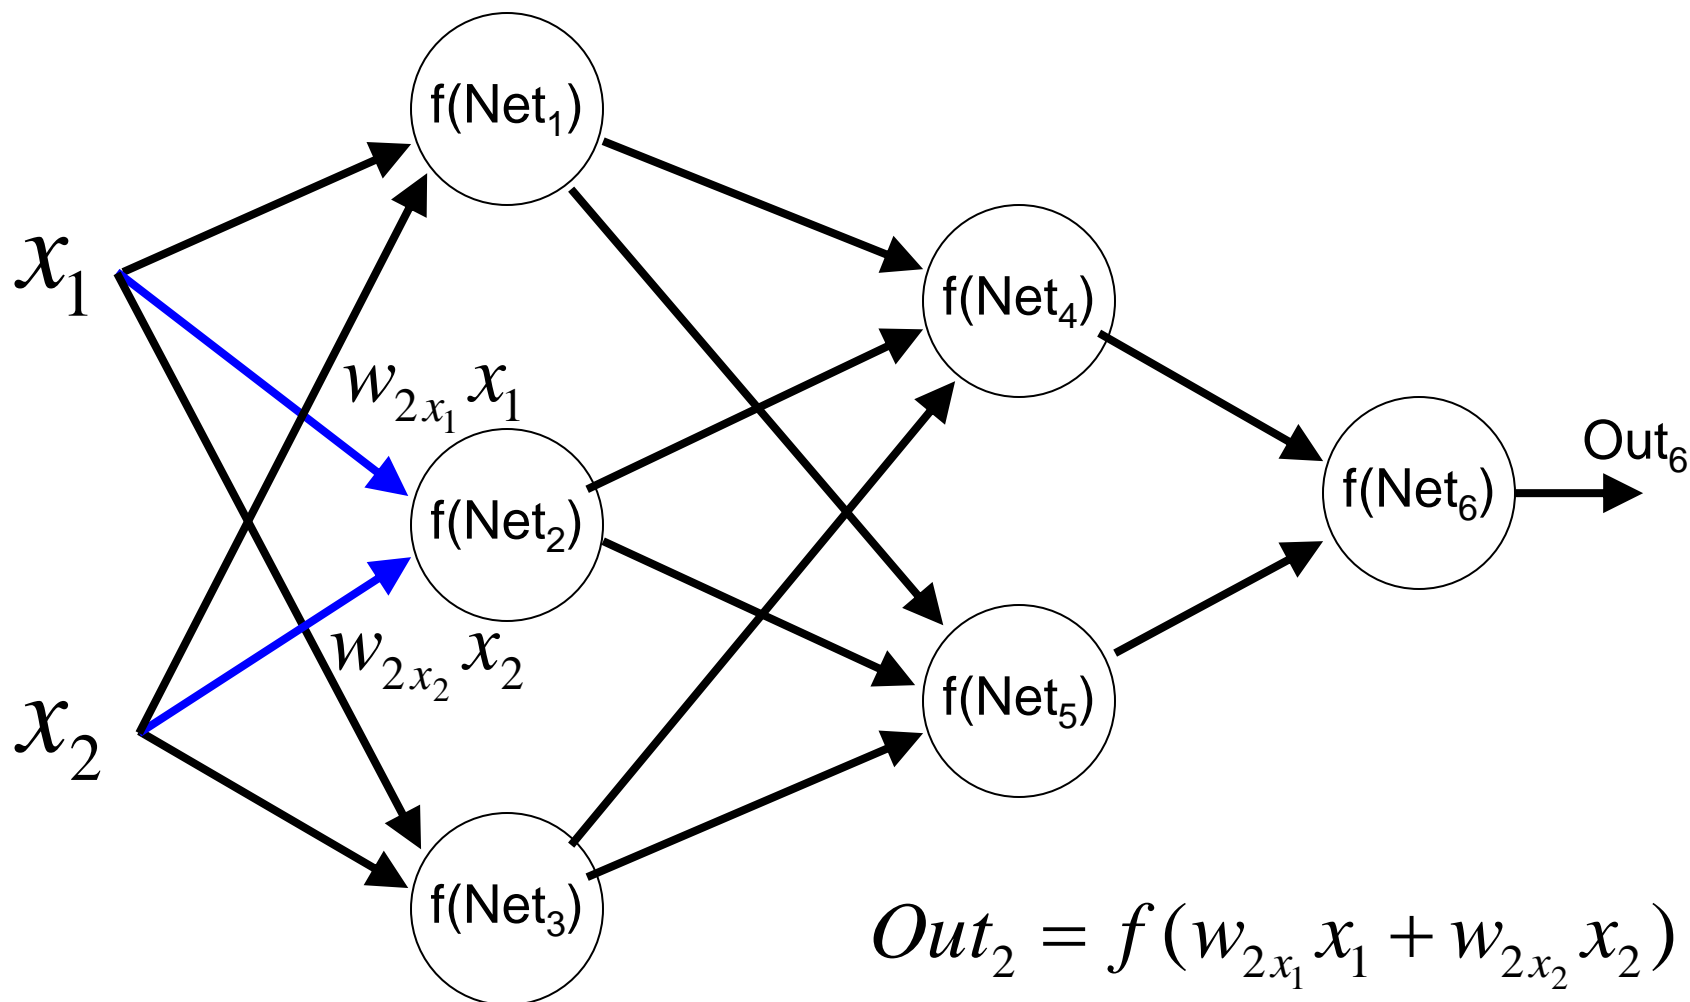 f(Net₁)
x₁
f(Net₄)
w₂ₓ₁ x₁
Out₆
f(Net₂)
f(Net₆)
w₂ₓ₂ x₂
f(Net₅)
x₂
f(Net₃)
Out₂ = f(w₂ₓ₁ x₁ + w₂ₓ₂ x₂)